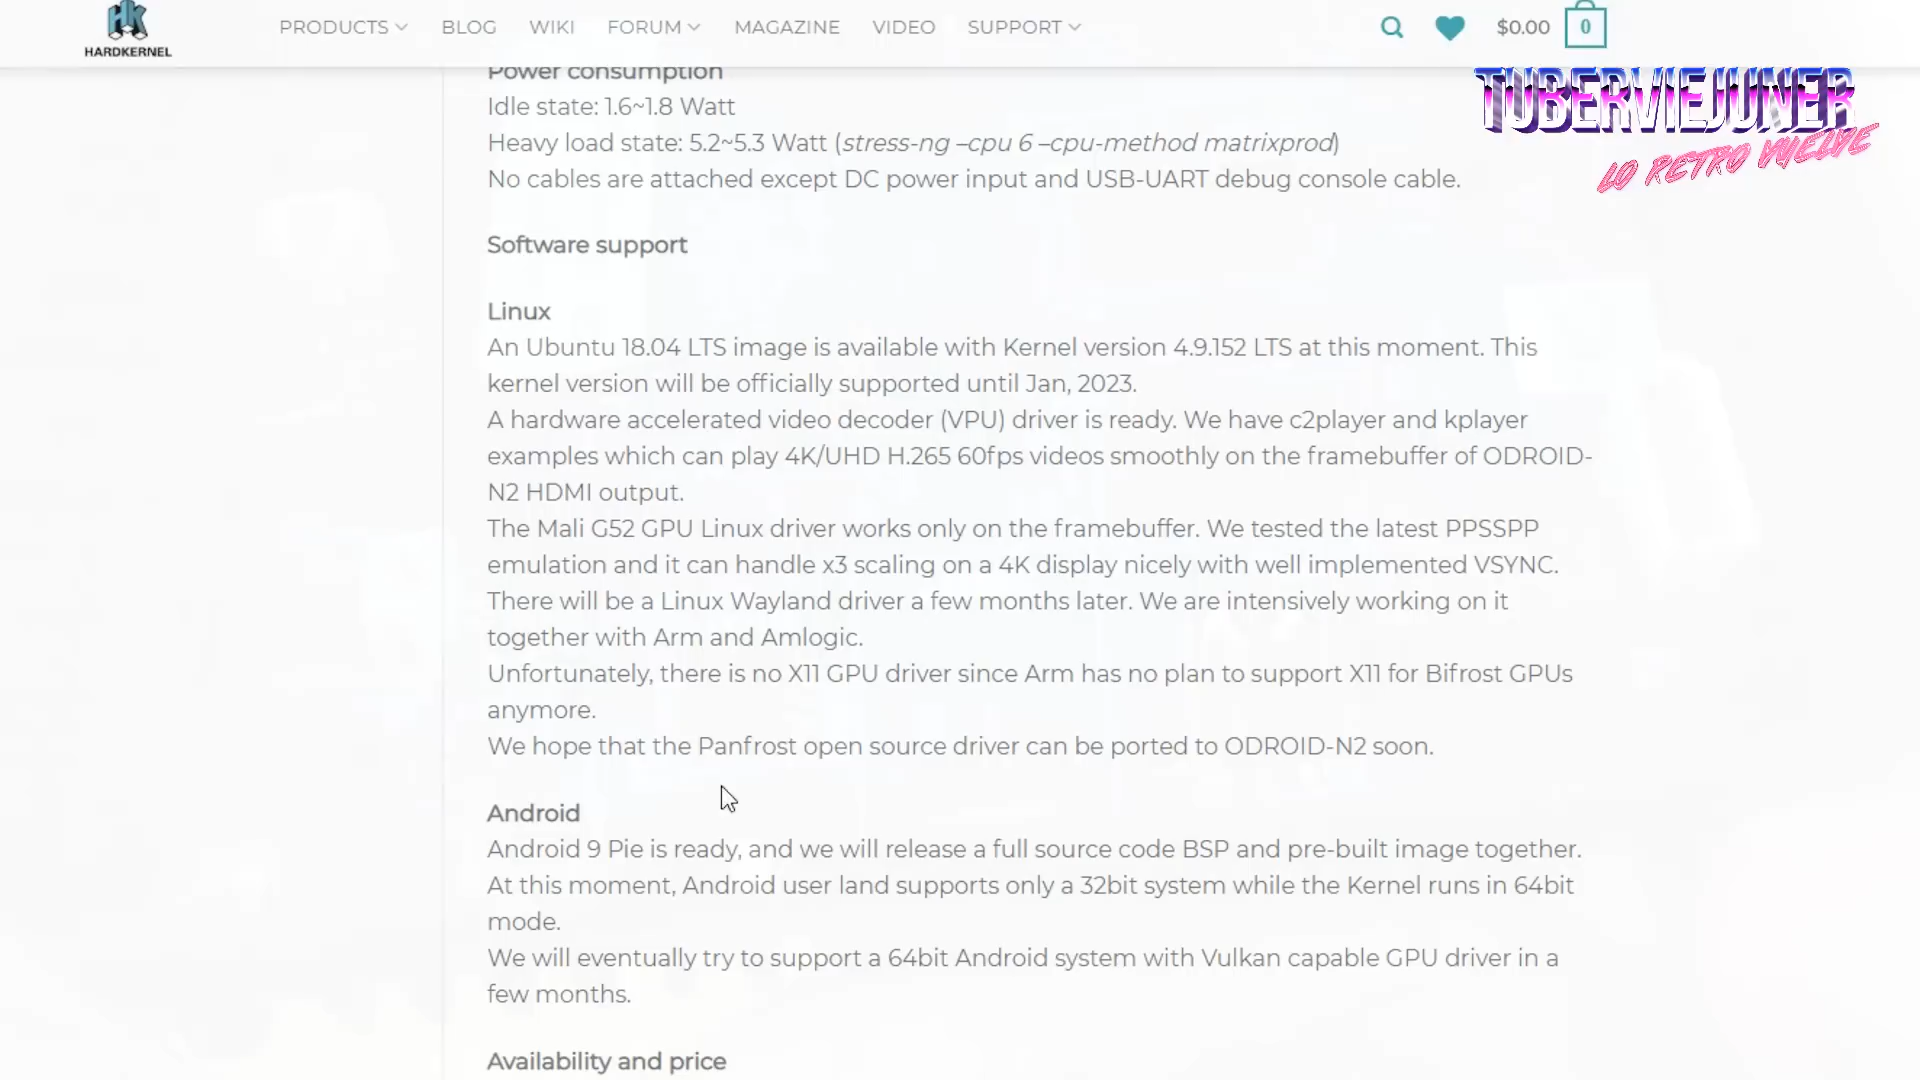 HARDKERNEL
PRODUCTS
BLOG
WIKI
FORUM
MAGAZINE
VIDEO
SUPPORT
$0.00
0
TUBERVIEJUNER
LO RETRO VUELVE
Power consumption
Idle state: 1.6~1.8 Watt
Heavy load state: 5.2~5.3 Watt (stress-ng –cpu 6 –cpu-method matrixprod)
No cables are attached except DC power input and USB-UART debug console cable.
Software support
Linux
An Ubuntu 18.04 LTS image is available with Kernel version 4.9.152 LTS at this moment. This
kernel version will be officially supported until Jan, 2023.
A hardware accelerated video decoder (VPU) driver is ready. We have c2player and kplayer
examples which can play 4K/UHD H.265 60fps videos smoothly on the framebuffer of ODROID-
N2 HDMI output.
The Mali G52 GPU Linux driver works only on the framebuffer. We tested the latest PPSSPP
emulation and it can handle x3 scaling on a 4K display nicely with well implemented VSYNC.
There will be a Linux Wayland driver a few months later. We are intensively working on it
together with Arm and Amlogic.
Unfortunately, there is no X11 GPU driver since Arm has no plan to support X11 for Bifrost GPUs
anymore.
We hope that the Panfrost open source driver can be ported to ODROID-N2 soon.
Android
Android 9 Pie is ready, and we will release a full source code BSP and pre-built image together.
At this moment, Android user land supports only a 32bit system while the Kernel runs in 64bit
mode.
We will eventually try to support a 64bit Android system with Vulkan capable GPU driver in a
few months.
Availability and price